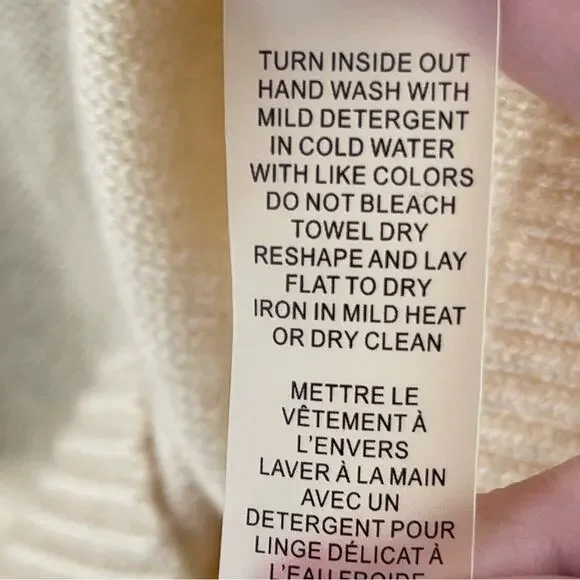 TURN INSIDE OUT
HAND WASH WITH
MILD DETERGENT
IN COLD WATER
WITH LIKE COLORS
DO NOT BLEACH
TOWEL DRY
RESHAPE AND LAY
FLAT TO DRY
IRON IN MILD HEAT
OR DRY CLEAN
METTRE LE
VÊTEMENT À
L'ENVERS
LAVER À LA MAIN
AVEC UN
DETERGENT POUR
LINGE DÉLICAT À
L'EAU FROIDE